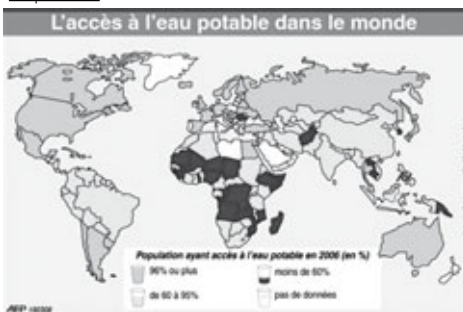 L'accès à l'eau potable dans le monde
Population ayant accès à l'eau potable en 2006 (en %)
96% ou plus
moins de 60%
de 60 à 95%
pas de données
AFP